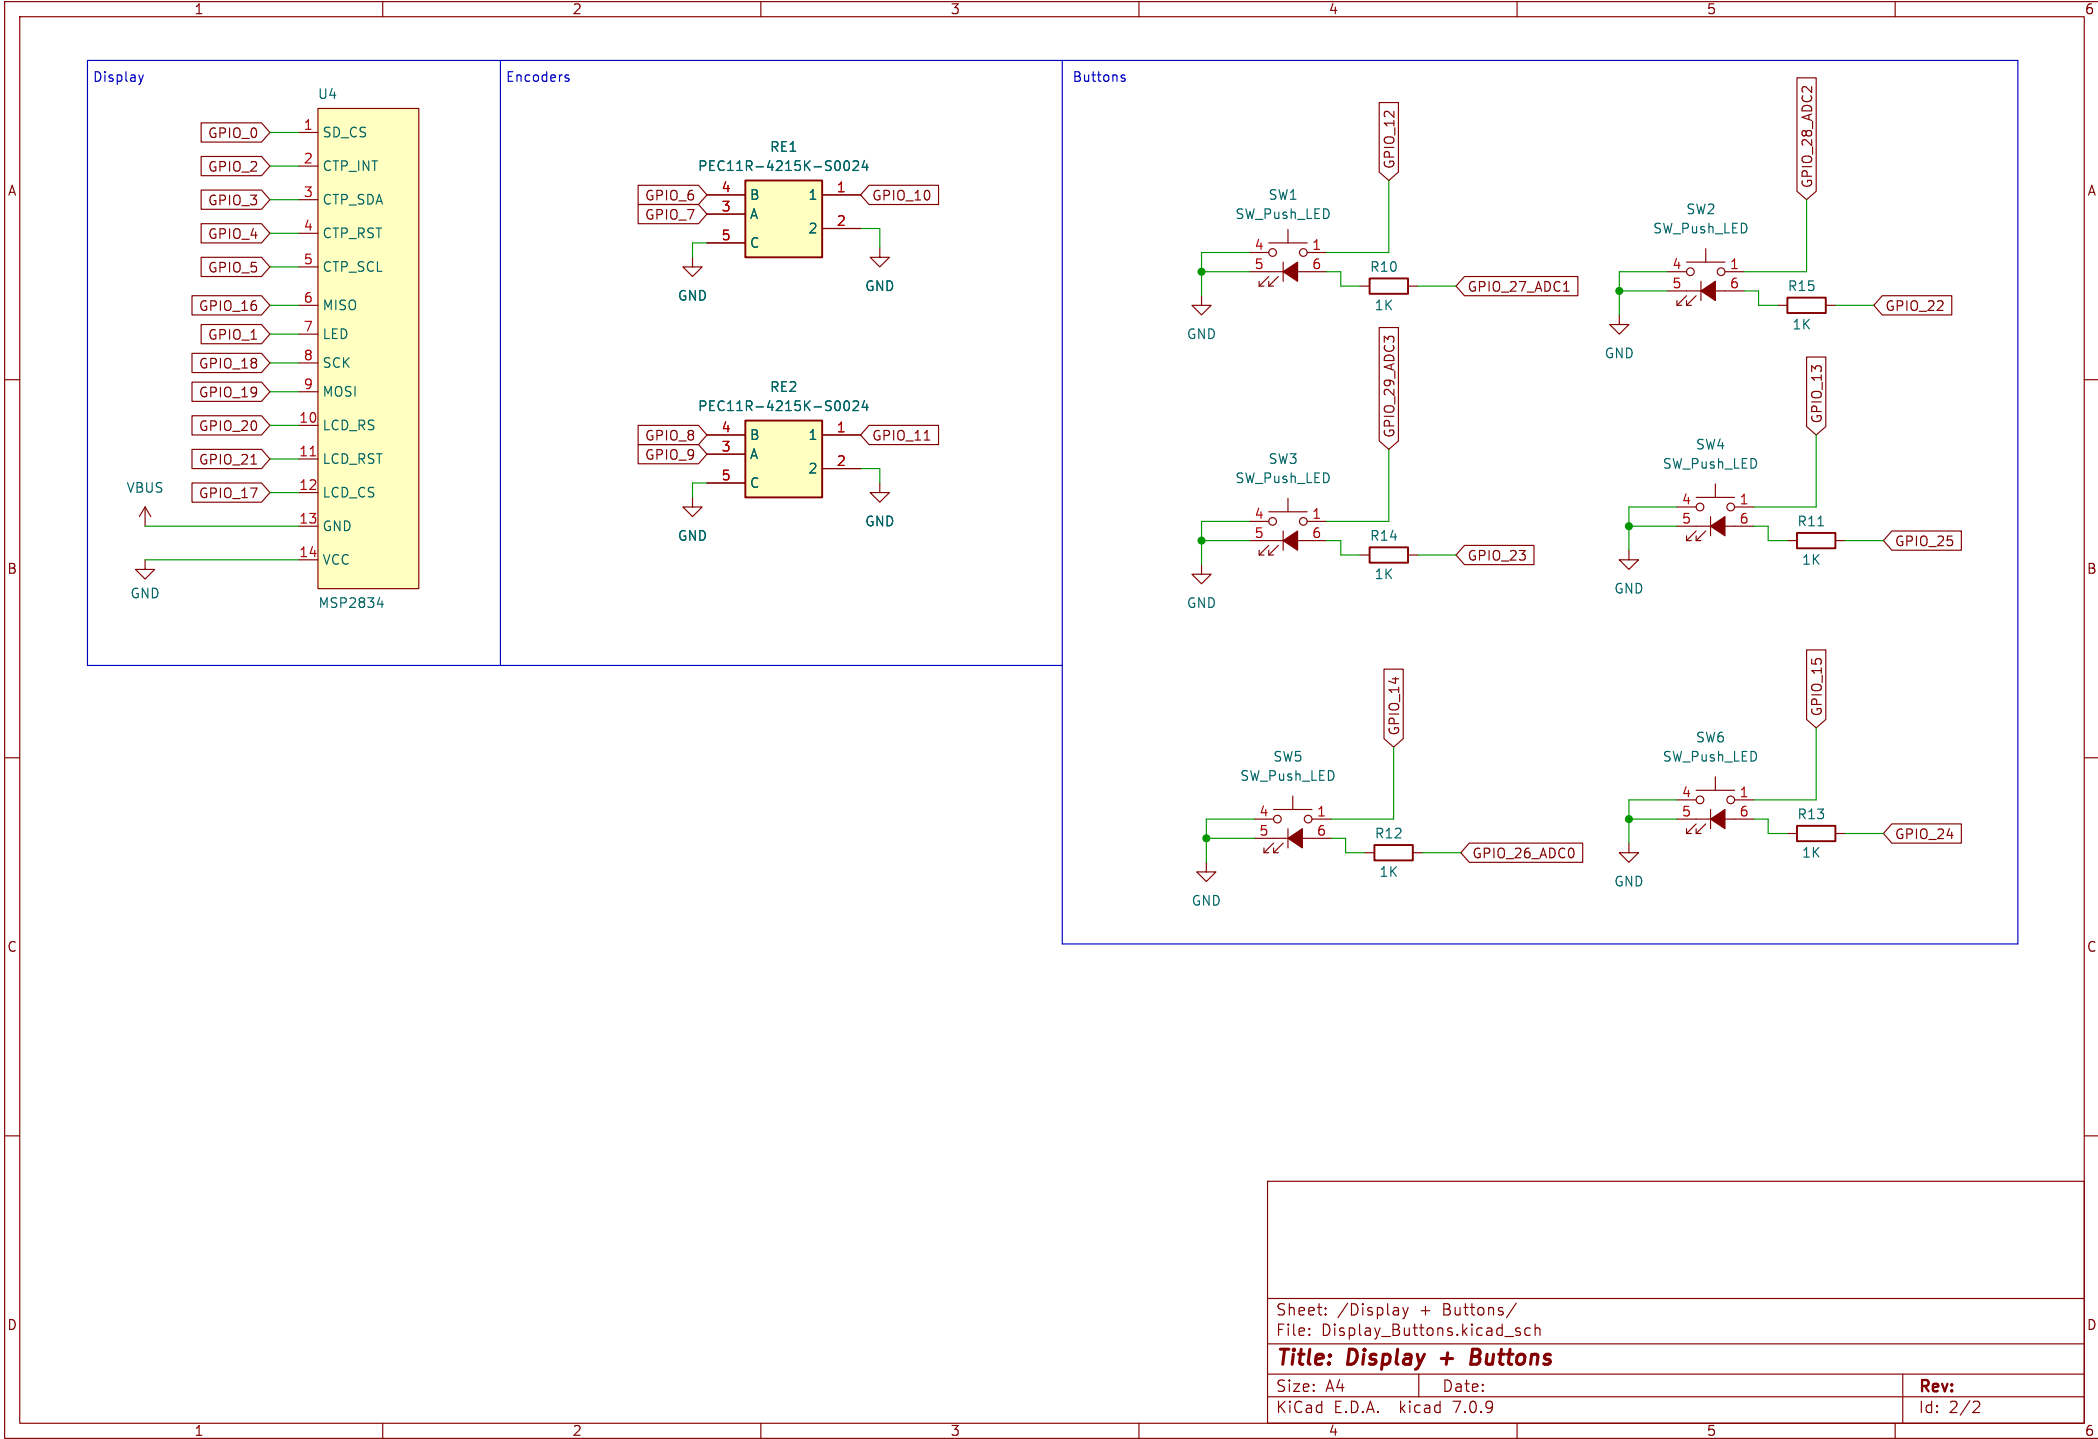 1 2 3 4 5 6
A
B
C
D
A
B
C
D
1 2 3 4 5 6
Display
U4
GPIO_0 1 SD_CS
GPIO_2 2 CTP_INT
GPIO_3 3 CTP_SDA
GPIO_4 4 CTP_RST
GPIO_5 5 CTP_SCL
GPIO_16 6 MISO
GPIO_1 7 LED
GPIO_18 8 SCK
GPIO_19 9 MOSI
GPIO_20 10 LCD_RS
GPIO_21 11 LCD_RST
GPIO_17 12 LCD_CS
VBUS
13 GND
14 VCC
GND
MSP2834
Encoders
RE1
PEC11R-4215K-S0024
GPIO_6 4 B 1 1 GPIO_10
GPIO_7 3 A
2 2
5 C
GND
GND
RE2
PEC11R-4215K-S0024
GPIO_8 4 B 1 1 GPIO_11
GPIO_9 3 A
2 2
5 C
GND
GND
Buttons
GPIO_12
SW1
SW_Push_LED
4 1
5 6
R10
1K
GPIO_27_ADC1
GND
GPIO_28_ADC2
SW2
SW_Push_LED
4 1
5 6
R15
1K
GPIO_22
GND
GPIO_29_ADC3
SW3
SW_Push_LED
4 1
5 6
R14
1K
GPIO_23
GND
GPIO_13
SW4
SW_Push_LED
4 1
5 6
R11
1K
GPIO_25
GND
GPIO_14
SW5
SW_Push_LED
4 1
5 6
R12
1K
GPIO_26_ADC0
GND
GPIO_15
SW6
SW_Push_LED
4 1
5 6
R13
1K
GPIO_24
GND
Sheet: /Display + Buttons/
File: Display_Buttons.kicad_sch
Title: Display + Buttons
Size: A4 Date: Rev:
KiCad E.D.A. kicad 7.0.9 Id: 2/2